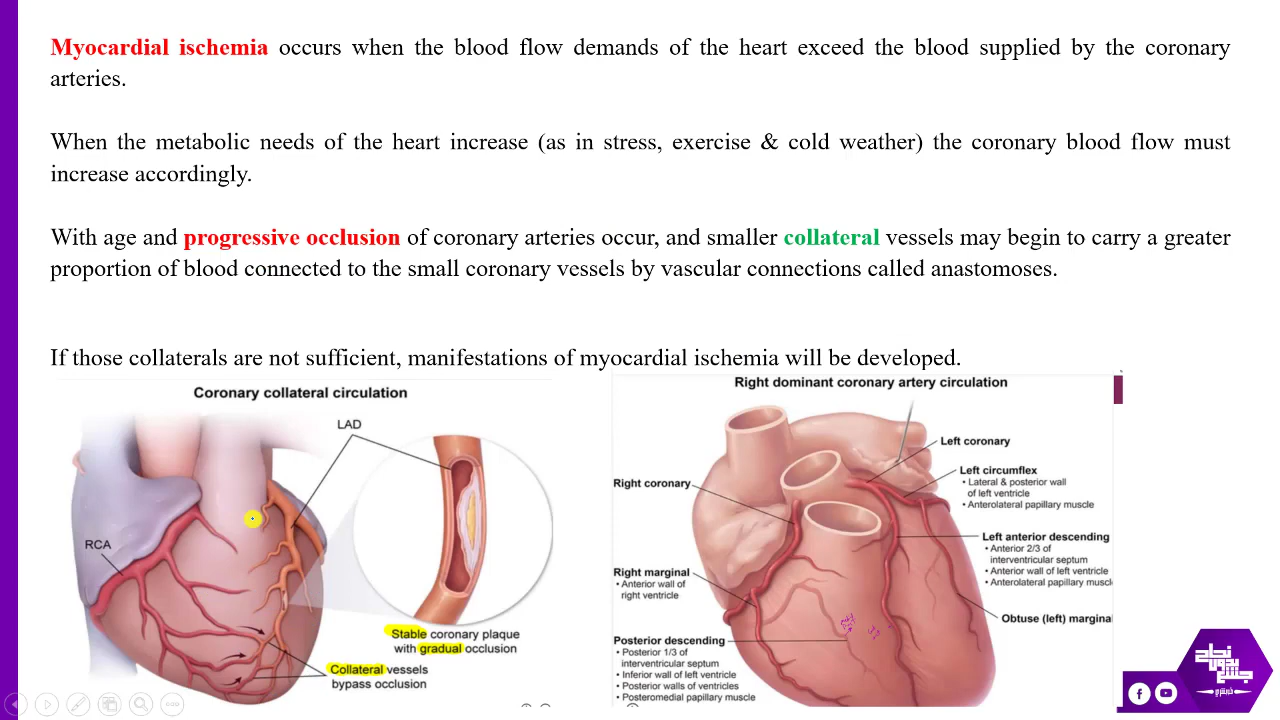 Myocardial ischemia occurs when the blood flow demands of the heart exceed the blood supplied by the coronary
arteries.
When the metabolic needs of the heart increase (as in stress, exercise & cold weather) the coronary blood flow must
increase accordingly.
With age and progressive occlusion of coronary arteries occur, and smaller collateral vessels may begin to carry a greater
proportion of blood connected to the small coronary vessels by vascular connections called anastomoses.
If those collaterals are not sufficient, manifestations of myocardial ischemia will be developed.
Coronary collateral circulation
LAD
RCA
Stable coronary plaque
with gradual occlusion
Collateral vessels
bypass occlusion
Right dominant coronary artery circulation
Left coronary
Left circumflex
• Lateral & posterior wall
of left ventricle
• Anterolateral papillary muscle
Right coronary
Left anterior descending
• Anterior 2/3 of
interventricular septum
• Anterior wall of left ventricle
• Anterolateral papillary muscl
Right marginal
• Anterior wall of
right ventricle
Obtuse (left) marginal
Posterior descending
• Posterior 1/3 of
interventricular septum
• Inferior wall of left ventricle
• Posterior walls of ventricles
• Posteromedial papillary muscle